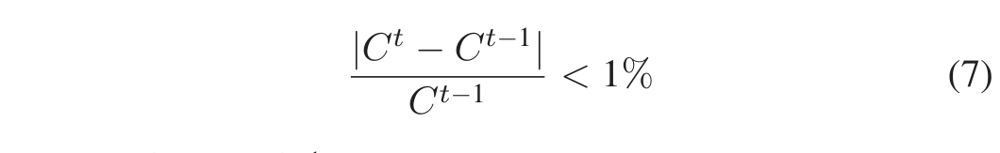 |C^t − C^{t−1}| / C^{t−1} < 1% (7)